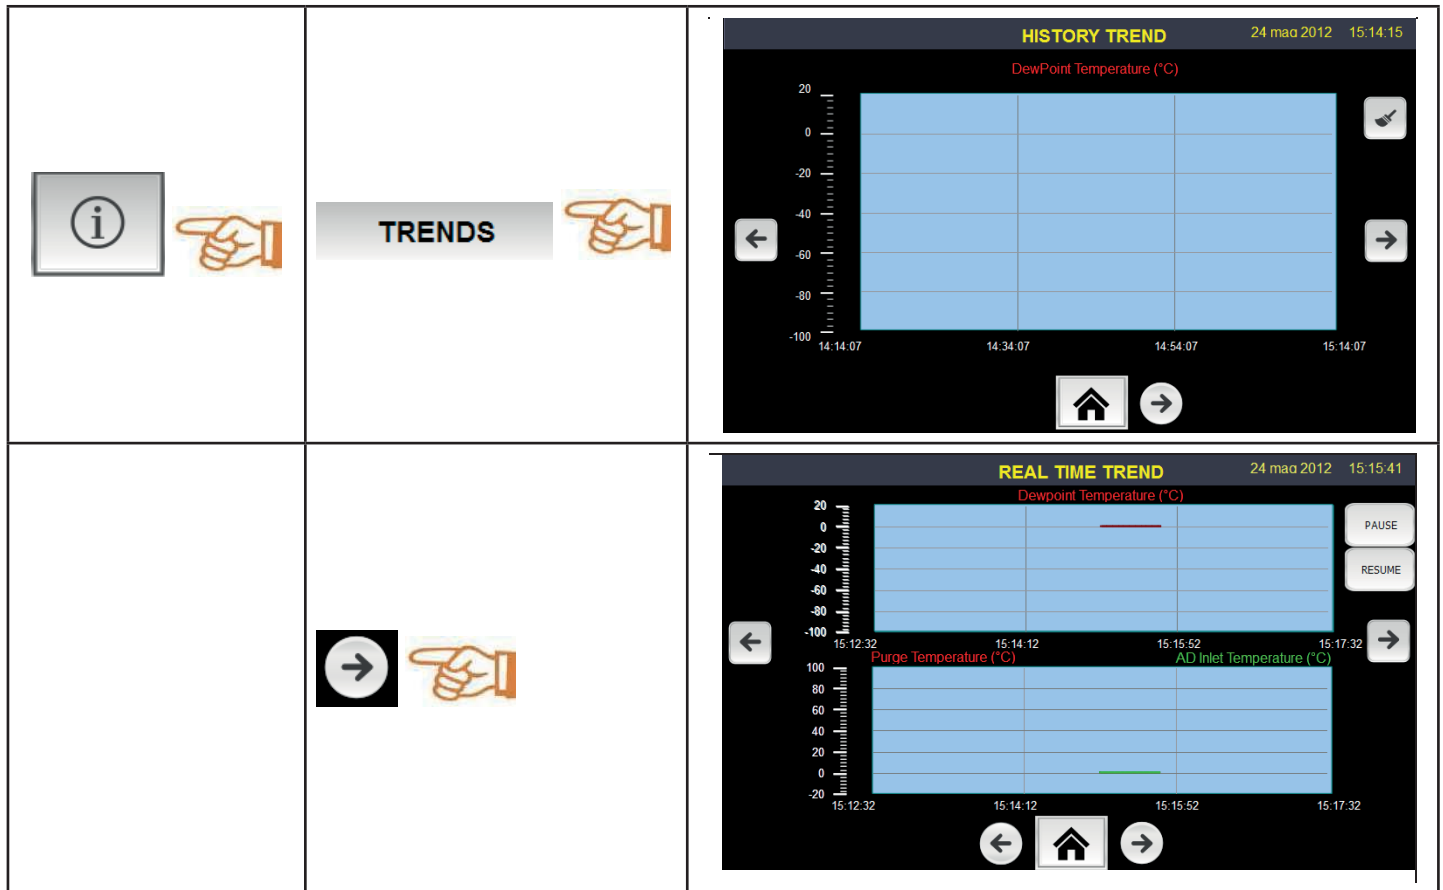 i
TRENDS
HISTORY TREND
24 mag 2012 15:14:15
DewPoint Temperature (°C)
20
0
-20
-40
-60
-80
-100
14:14:07 14:34:07 14:54:07 15:14:07
REAL TIME TREND
24 mag 2012 15:15:41
Dewpoint Temperature (°C)
20
0
-20
-40
-60
-80
-100
15:12:32 15:14:12 15:15:52 15:17:32
PAUSE
RESUME
Purge Temperature (°C) AD Inlet Temperature (°C)
100
80
60
40
20
0
-20
15:12:32 15:14:12 15:15:52 15:17:32